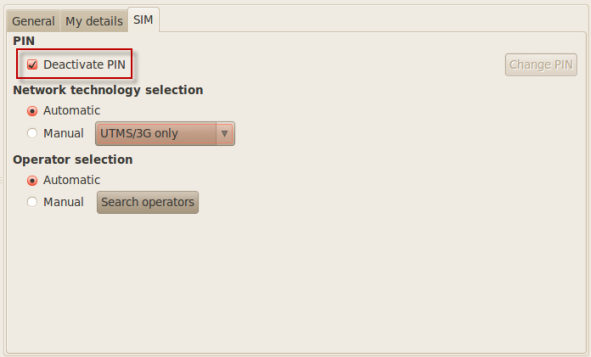 General My details SIM
PIN
Deactivate PIN Change PIN
Network technology selection
Automatic
Manual UTMS/3G only
Operator selection
Automatic
Manual Search operators